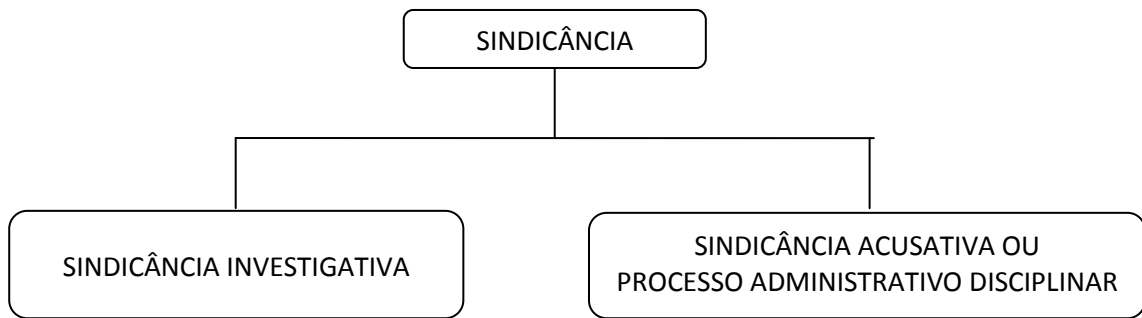 SINDICÂNCIA
SINDICÂNCIA INVESTIGATIVA
SINDICÂNCIA ACUSATIVA OU
PROCESSO ADMINISTRATIVO DISCIPLINAR